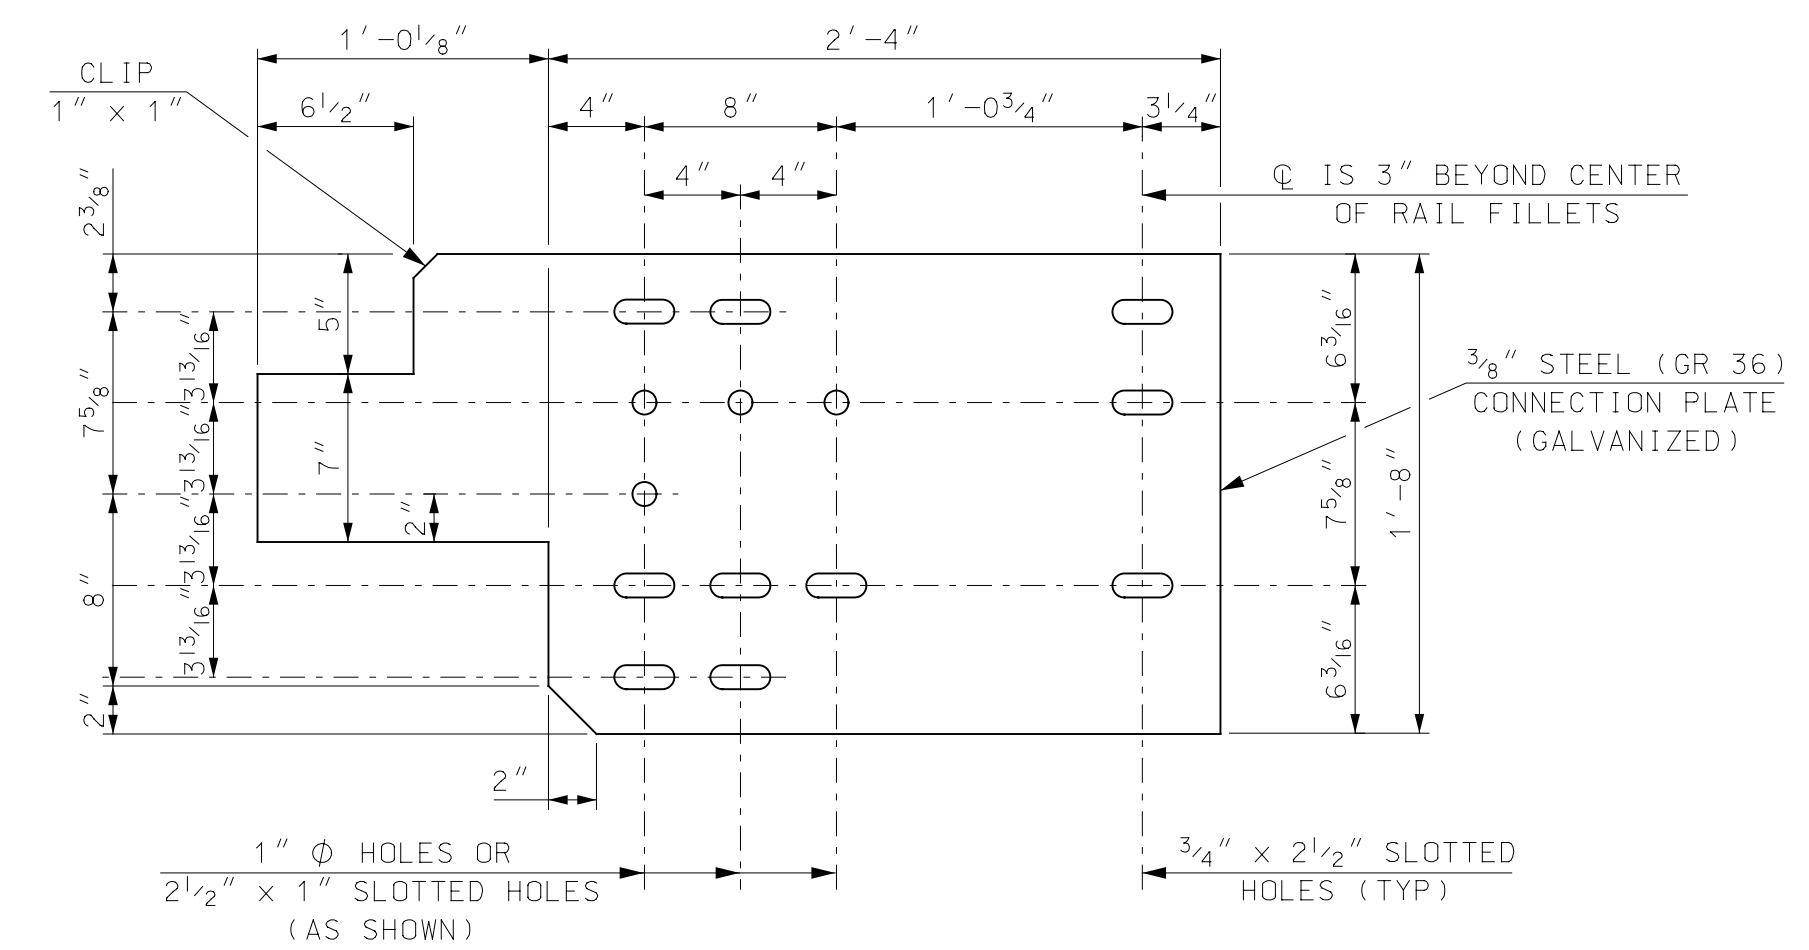 1'-0 1/8"
2'-4"
CLIP
1" x 1"
6 1/2"
4"
8"
1'-0 3/4"
3 1/4"
4"
4"
℄ IS 3" BEYOND CENTER
OF RAIL FILLETS
2 3/8"
5"
3 13/16"
6 3/16"
3/8" STEEL (GR 36)
CONNECTION PLATE
(GALVANIZED)
7 5/8"
3 13/16"
7"
7 5/8"
1'-8"
2"
3 13/16"
8"
3 13/16"
6 3/16"
2"
2"
1" Ø HOLES OR
2 1/2" x 1" SLOTTED HOLES
(AS SHOWN)
3/4" x 2 1/2" SLOTTED
HOLES (TYP)